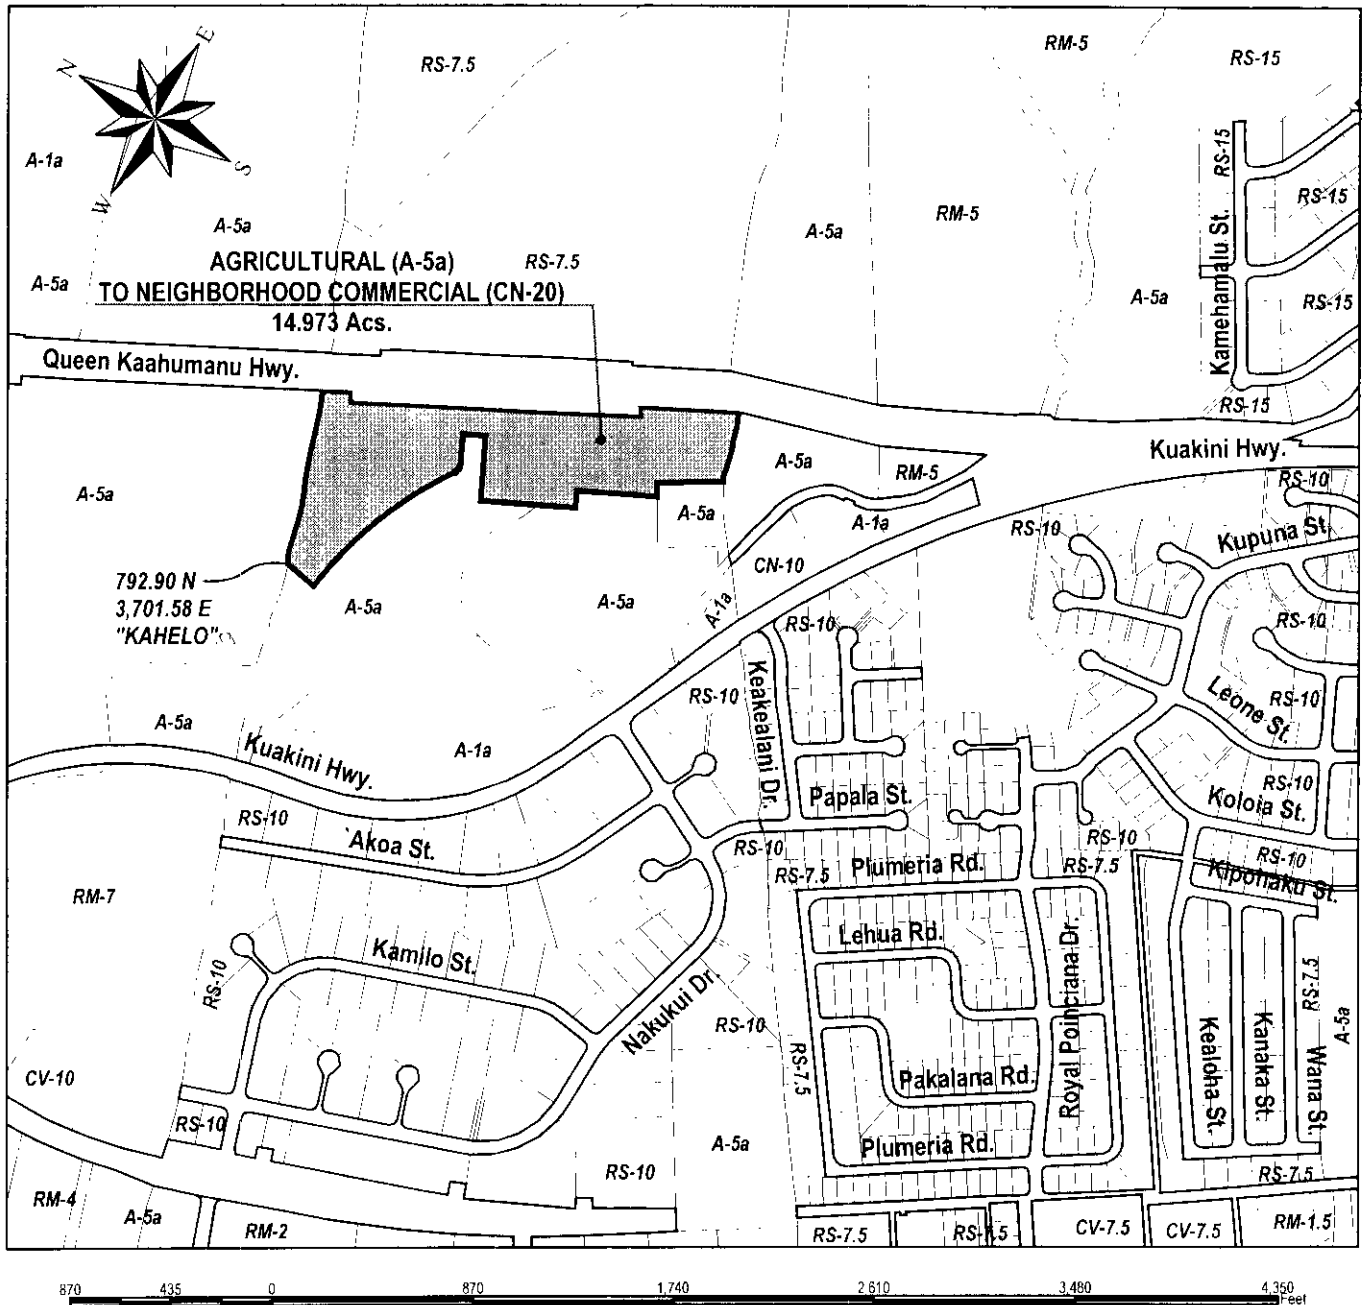 RM-5
RS-15
RS-7.5
E
N
S
W
A-1a
RS-15
RS-15
A-5a
RM-5
A-5a
Kamehamalu St.
AGRICULTURAL (A-5a)
RS-7.5
TO NEIGHBORHOOD COMMERCIAL (CN-20)
14.973 Acs.
A-5a
A-5a
RS-15
Queen Kaahumanu Hwy.
RS-15
Kuakini Hwy.
A-5a
A-5a
RM-5
RS-10
A-5a
A-1a
RS-10
Kupuna St.
CN-10
792.90 N
3,701.58 E
"KAHELO"
A-5a
A-5a
A-1a
RS-10
RS-10
Keakealani Dr.
RS-10
Leone St.
RS-10
A-5a
Kuakini Hwy.
A-1a
RS-10
Papala St.
Koloia St.
RS-10
Akoa St.
RS-10
RS-10
RS-10
Plumeria Rd.
RS-7.5
RS-7.5
Kipohaku St.
RM-7
Lehua Rd.
Royal Poinciana Dr.
Kamilo St.
RS-10
Nakukui Dr.
RS-10
RS-7.5
A-5a
RS-7.5
Pakalana Rd.
Kealoha St.
Kanaka St.
Wana St.
CV-10
RS-10
A-5a
Plumeria Rd.
RS-10
RS-7.5
RM-4
A-5a
RM-2
RS-7.5
RS-7.5
CV-7.5
CV-7.5
RM-1.5
870 435 0 870 1,740 2,610 3,480 4,350
Feet